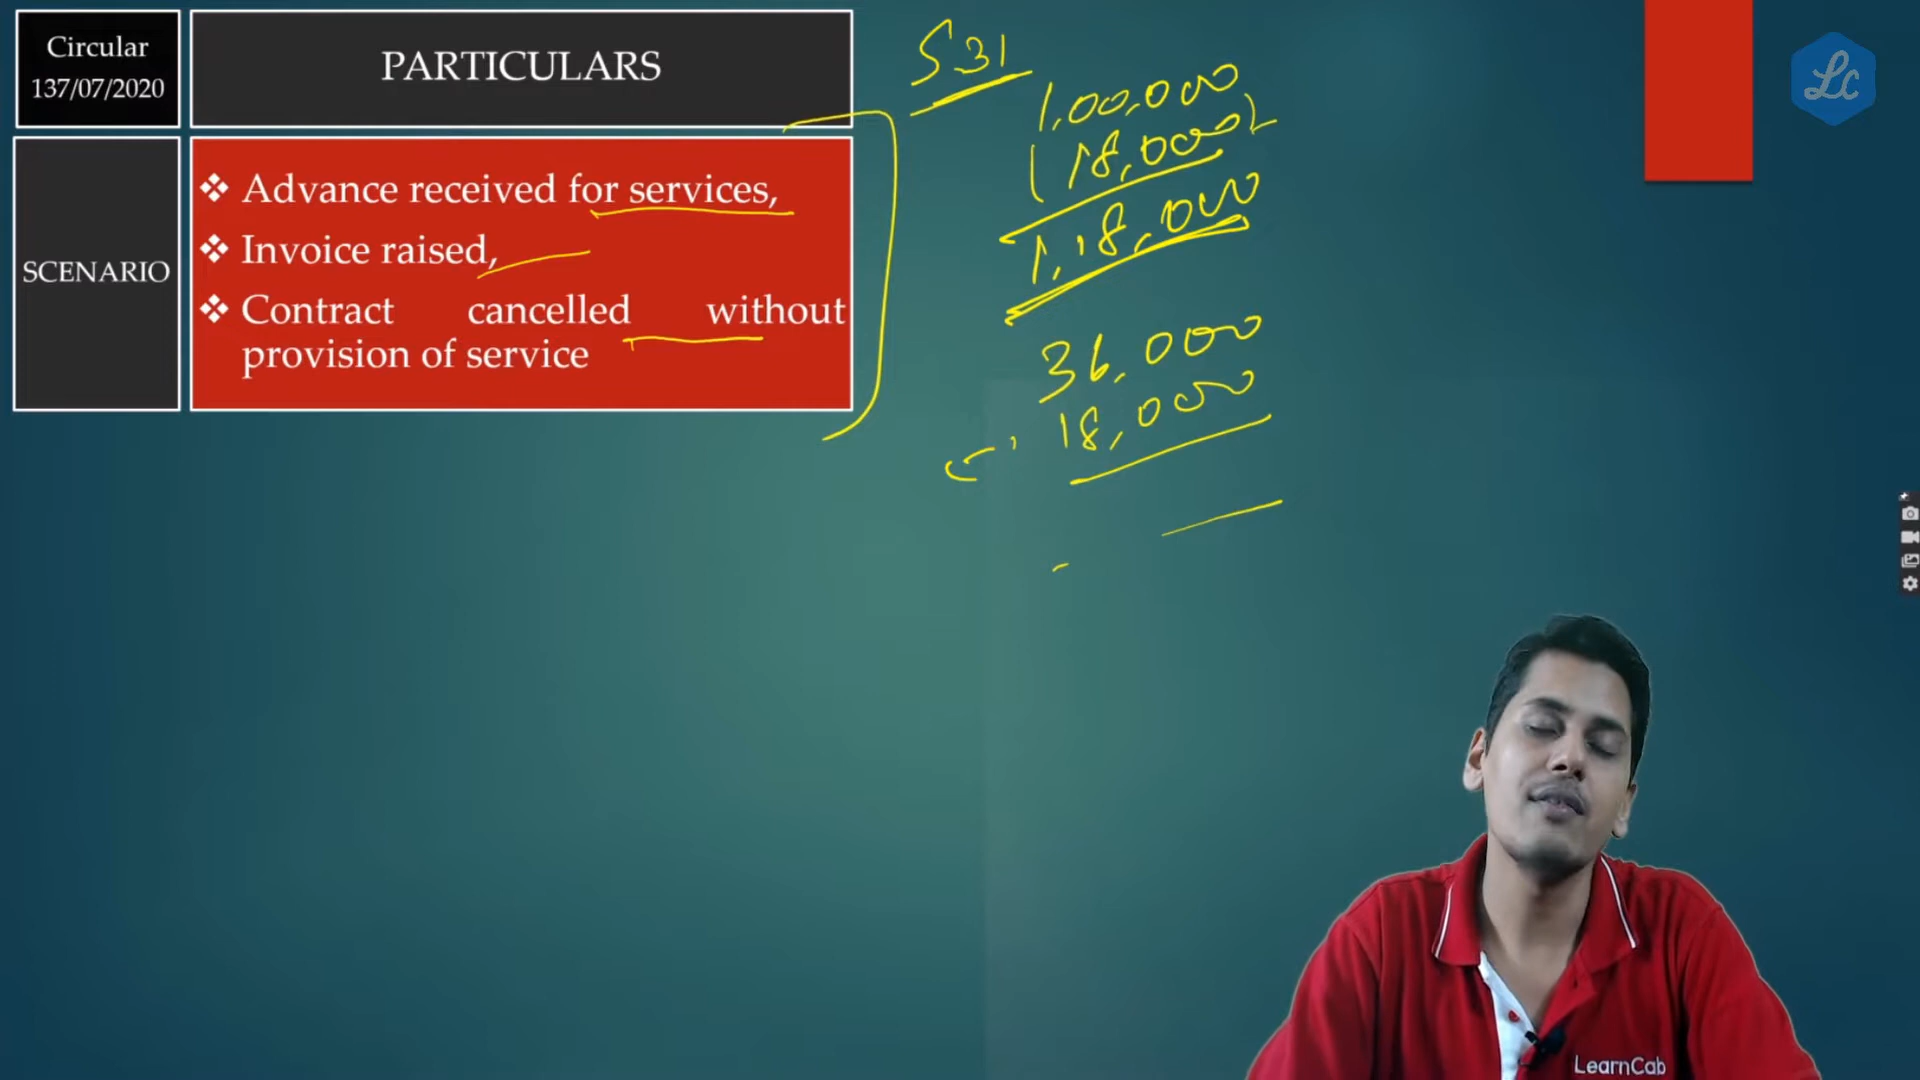 Circular
137/07/2020
PARTICULARS
SCENARIO
❖ Advance received for services,
❖ Invoice raised,
❖ Contract cancelled without
provision of service
S 31
1,00,000
18,000
1,18,000
36,000
18,000
Lc
LearnCab